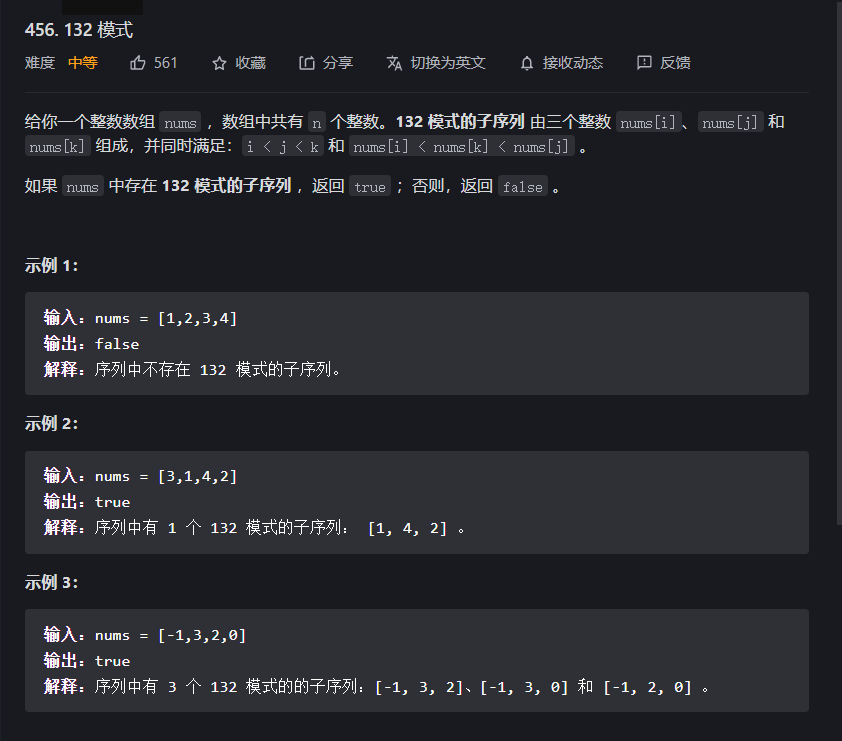 456. 132 模式
难度 中等 561 收藏 分享 切换为英文 接收动态 反馈
给你一个整数数组 nums ，数组中共有 n 个整数。132 模式的子序列 由三个整数 nums[i]、 nums[j] 和
nums[k] 组成，并同时满足：i < j < k 和 nums[i] < nums[k] < nums[j] 。
如果 nums 中存在 132 模式的子序列 ，返回 true ；否则，返回 false 。
示例 1：
输入：nums = [1,2,3,4]
输出：false
解释：序列中不存在 132 模式的子序列。
示例 2：
输入：nums = [3,1,4,2]
输出：true
解释：序列中有 1 个 132 模式的子序列： [1, 4, 2] 。
示例 3：
输入：nums = [-1,3,2,0]
输出：true
解释：序列中有 3 个 132 模式的的子序列：[-1, 3, 2]、[-1, 3, 0] 和 [-1, 2, 0] 。